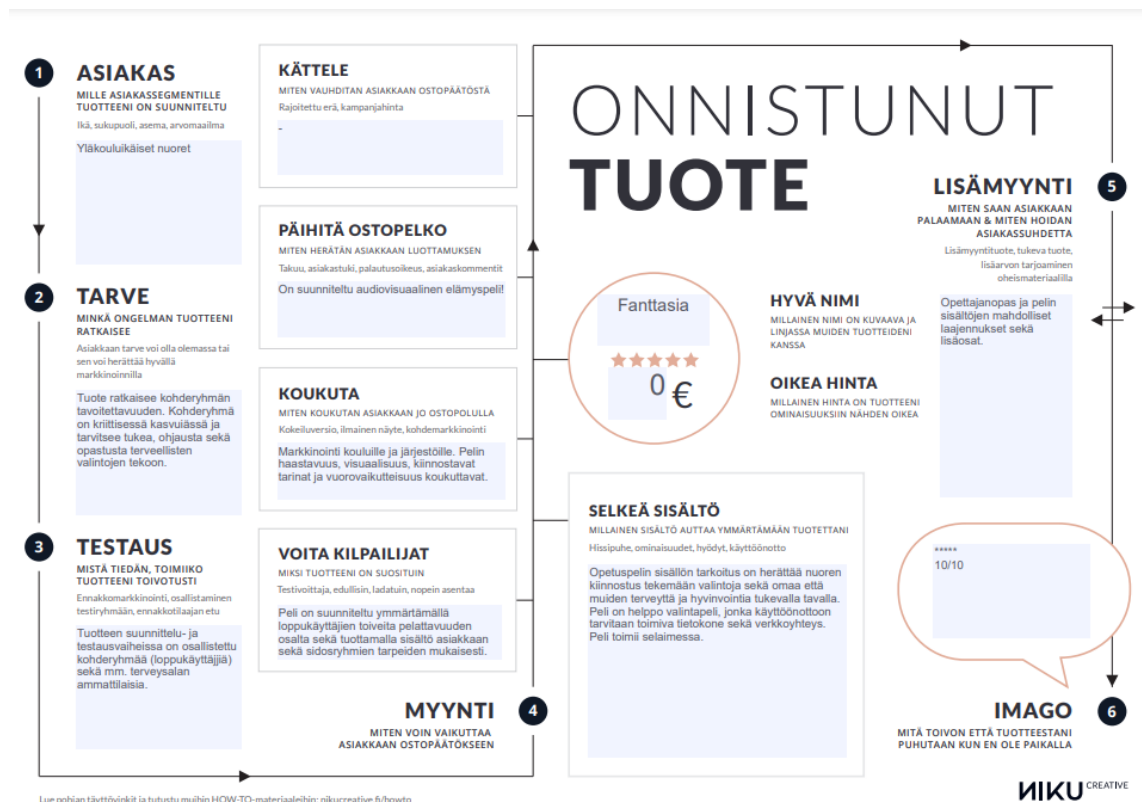 1
ASIAKAS
MILLE ASIAKASSEGMENTILLE
TUOTTEENI ON SUUNNITELTU
Ikä, sukupuoli, asema, arvomaailma
Yläkouluikäiset nuoret
2
TARVE
MINKÄ ONGELMAN TUOTTEENI
RATKAISEE
Asiakkaan tarve voi olla olemassa tai
sen voi herättää hyvällä
markkinoinnilla
Tuote ratkaisee kohderyhmän
tavoitettavuuden. Kohderyhmä
on kriittisessä kasvuiässä ja
tarvitsee tukea, ohjausta sekä
opastusta terveellisten
valintojen tekoon.
3
TESTAUS
MISTÄ TIEDÄN, TOIMIIKO
TUOTTEENI TOIVOTUSTI
Ennakkomarkkinointi, osallistaminen
testiryhmään, ennakkotilaajan etu
Tuotteen suunnittelu- ja
testausvaiheissa on osallistettu
kohderyhmää (loppukäyttäjjiä)
sekä mm. terveysalan
ammattilaisia.
KÄTTELE
MITEN VAUHDITAN ASIAKKAAN OSTOPÄÄTÖSTÄ
Rajoitettu erä, kampanjahinta
-
PÄIHITÄ OSTOPELKO
MITEN HERÄTÄN ASIAKKAAN LUOTTAMUKSEN
Takuu, asiakastuki, palautusoikeus, asiakaskommentit
On suunniteltu audiovisuaalinen elämyspeli!
KOUKUTA
MITEN KOUKUTAN ASIAKKAAN JO OSTOPOLULLA
Kokeiluversio, ilmainen näyte, kohdemarkkinointi
Markkinointi kouluille ja järjestöille. Pelin
haastavuus, visuaalisuus, kiinnostavat
tarinat ja vuorovaikutteisuus koukuttavat.
VOITA KILPAILIJAT
MIKSI TUOTTEENI ON SUOSITUIN
Testivoittaja, edullisin, ladatuin, nopein asentaa
Peli on suunniteltu ymmärtämällä
loppukäyttäjien toiveita pelattavuuden
osalta sekä tuottamalla sisältö asiakkaan
sekä sidosryhmien tarpeiden mukaisesti.
MYYNTI
4
MITEN VOIN VAIKUTTAA
ASIAKKAAN OSTOPÄÄTÖKSEEN
ONNISTUNUT
TUOTE
Fanttasia
0 €
HYVÄ NIMI
MILLAINEN NIMI ON KUVAAVA JA
LINJASSA MUIDEN TUOTTEIDENI
KANSSA
OIKEA HINTA
MILLAINEN HINTA ON TUOTTEENI
OMINAISUUKSIIN NÄHDEN OIKEA
SELKEÄ SISÄLTÖ
MILLAINEN SISÄLTÖ AUTTAA YMMÄRTÄMÄÄN TUOTETTANI
Hissipuhe, ominaisuudet, hyödyt, käyttöönotto
Opetuspelin sisällön tarkoitus on herättää nuoren
kiinnostus tekemään valintoja sekä omaa että
muiden terveyttä ja hyvinvointia tukevalla tavalla.
Peli on helppo valintapeli, jonka käyttöönottoon
tarvitaan toimiva tietokone sekä verkkoyhteys.
Peli toimii selaimessa.
LISÄMYYNTI
5
MITEN SAAN ASIAKKAAN
PALAAMAAN & MITEN HOIDAN
ASIAKASSUHDETTA
Lisämyyntituote, tukeva tuote,
lisäarvon tarjoaminen
oheismateriaalilla
Opettajanopas ja pelin
sisältöjen mahdolliset
laajennukset sekä
lisäosat.
*****
10/10
IMAGO
6
MITÄ TOIVON ETTÄ TUOTTEESTANI
PUHUTAAN KUN EN OLE PAIKALLA
NIKU CREATIVE
Lue pohjan täyttövinkit ja tutustu muihin HOW-TO-materiaaleihin: nikucreative.fi/howto